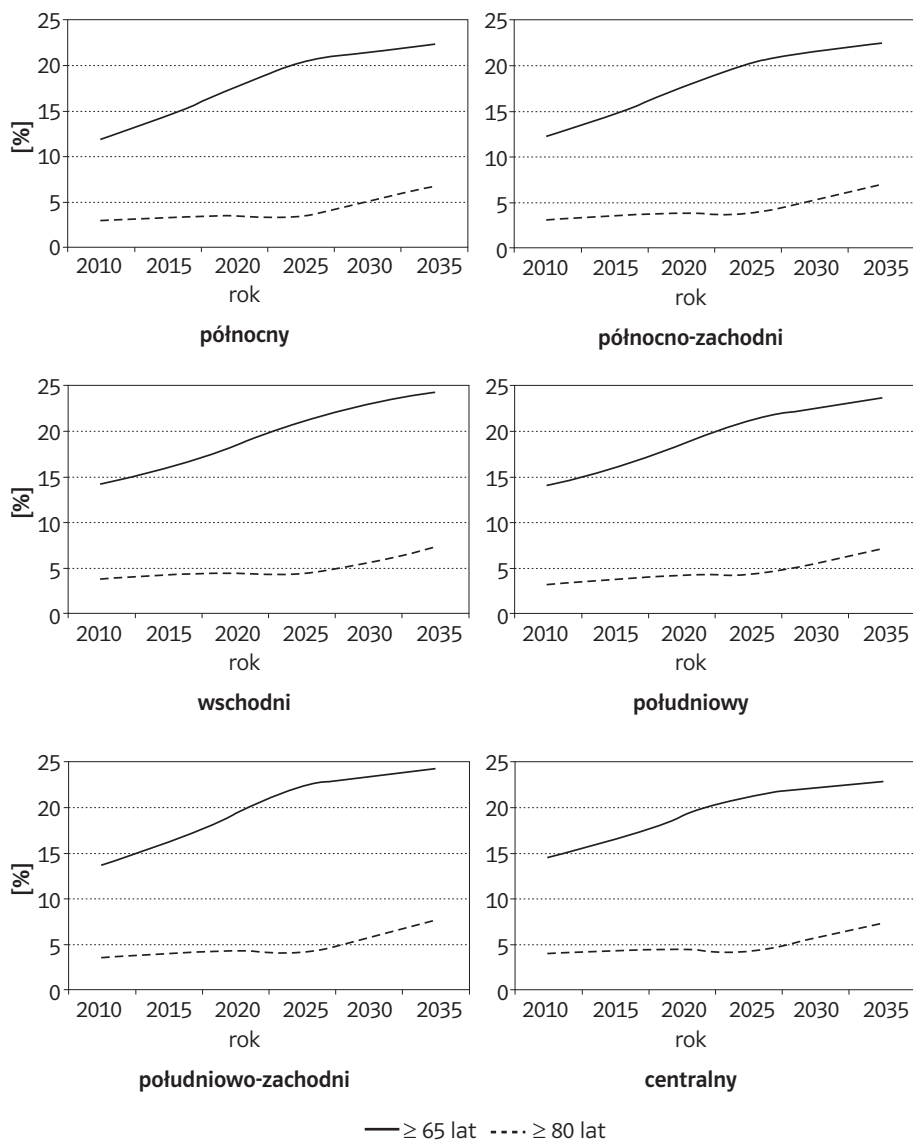 25 25
20 20
15 15
[%]
10 10
5 5
0 0
2010 2015 2020 2025 2030 2035 2010 2015 2020 2025 2030 2035
rok rok
północny północno-zachodni
25 25
20 20
[%]
15 15
10 10
5 5
0 0
2010 2015 2020 2025 2030 2035 2010 2015 2020 2025 2030 2035
rok rok
wschodni południowy
25 25
20 20
[%]
15 15
10 10
5 5
0 0
2010 2015 2020 2025 2030 2035 2010 2015 2020 2025 2030 2035
rok rok
południowo-zachodni centralny
≥ 65 lat ≥ 80 lat